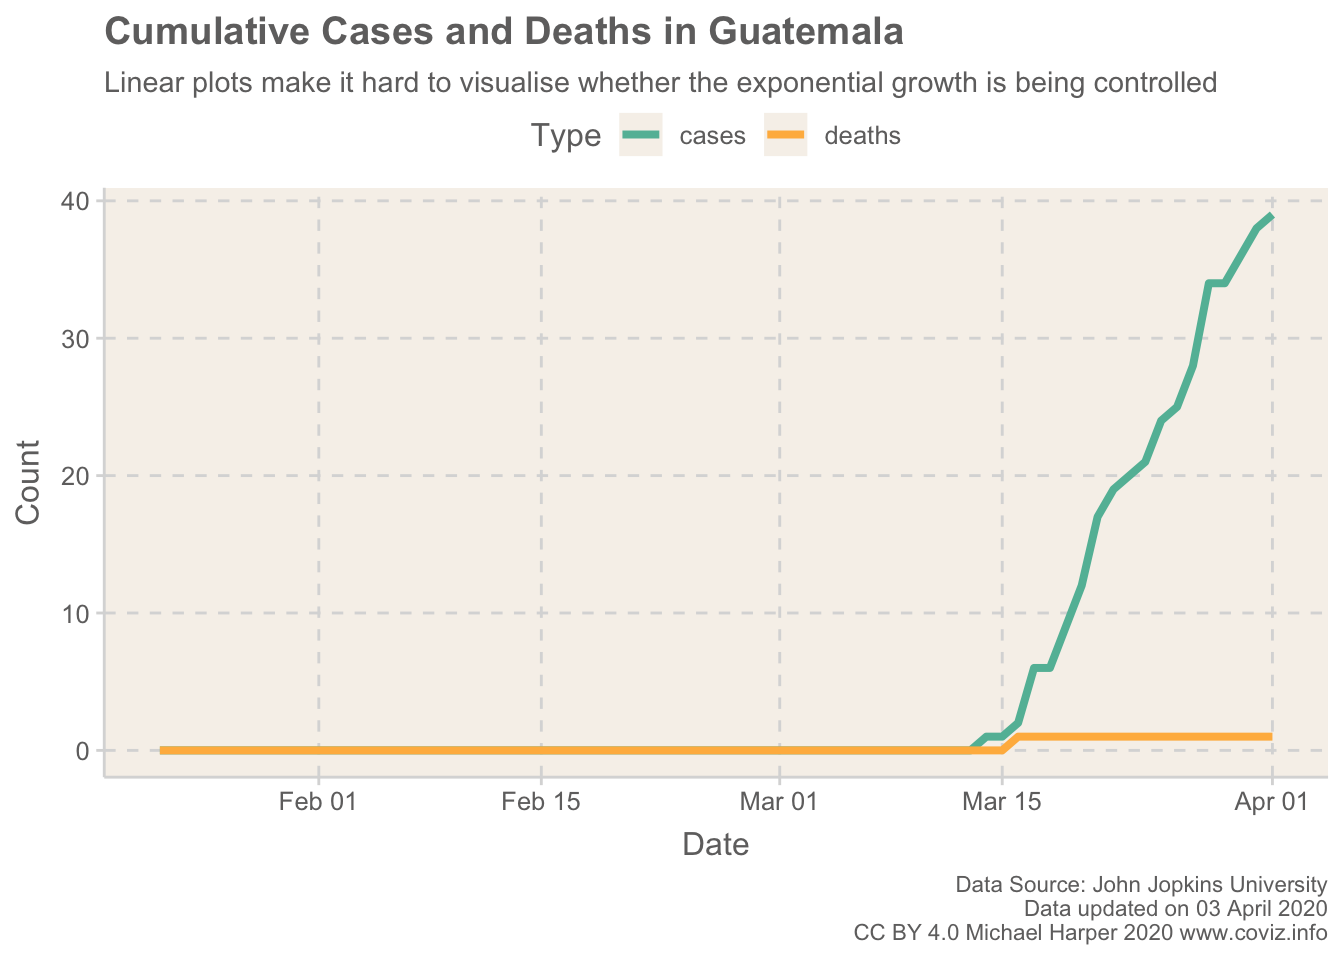 Cumulative Cases and Deaths in Guatemala
Linear plots make it hard to visualise whether the exponential growth is being controlled
Type cases deaths
40
30
20
10
0
Count
Feb 01 Feb 15 Mar 01 Mar 15 Apr 01
Date
Data Source: John Jopkins University
Data updated on 03 April 2020
CC BY 4.0 Michael Harper 2020 www.coviz.info